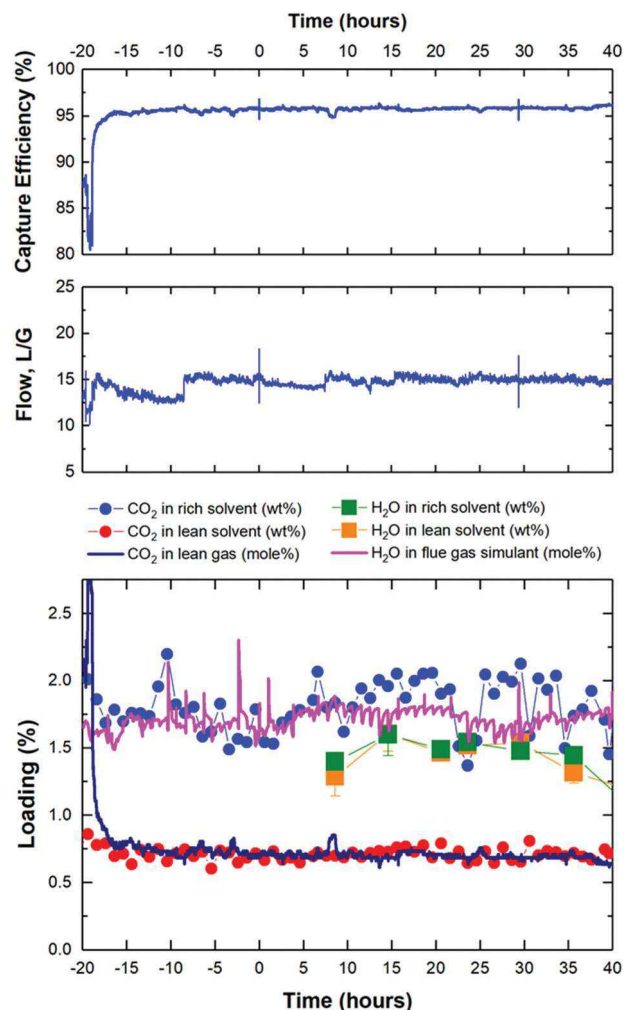 Time (hours)
-20 -15 -10 -5 0 5 10 15 20 25 30 35 40
100
95
90
85
80
Capture Efficiency (%)
25
20
15
10
5
Flow, L/G
CO₂ in rich solvent (wt%) H₂O in rich solvent (wt%)
CO₂ in lean solvent (wt%) H₂O in lean solvent (wt%)
CO₂ in lean gas (mole%) H₂O in flue gas simulant (mole%)
2.5
2.0
1.5
1.0
0.5
0.0
Loading (%)
-20 -15 -10 -5 0 5 10 15 20 25 30 35 40
Time (hours)